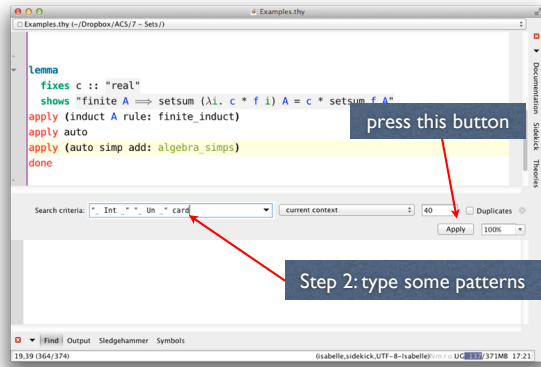 Examples.thy
Examples.thy (~/Dropbox/ACS/7 – Sets/)
lemma
fixes c :: "real"
shows "finite A ⟹ setsum (λi. c * f i) A = c * setsum f A"
apply (induct A rule: finite_induct)
apply auto
apply (auto simp add: algebra_simps)
done
press this button
Documentation
Sidekick
Theories
Search criteria: "_ Int _" "_ Un _" card
current context
40
Duplicates
Apply
100%
Step 2: type some patterns
Find Output Sledgehammer Symbols
19,39 (364/374)
(isabelle,sidekick,UTF-8-Isabelle) UG /371MB 17:21